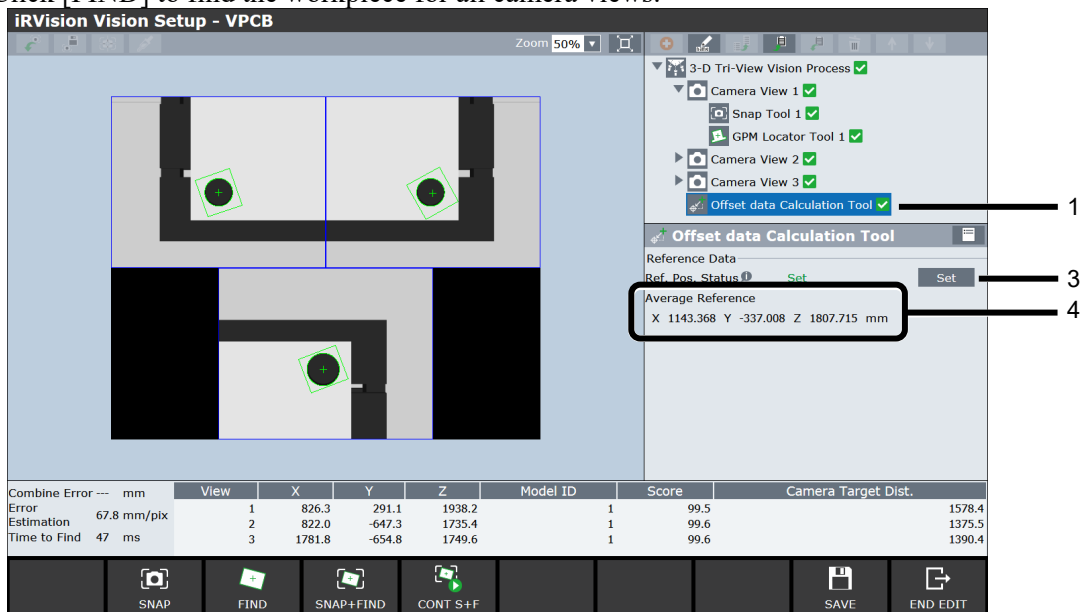 Click [FIND] to find the workpiece for all camera views.
iRVision Vision Setup - VPCB
Zoom 50%
3-D Tri-View Vision Process
Camera View 1
Snap Tool 1
GPM Locator Tool 1
Camera View 2
Camera View 3
Offset data Calculation Tool
1
Offset data Calculation Tool
Reference Data
Ref. Pos. Status Set Set
3
Average Reference
4
X 1143.368 Y -337.008 Z 1807.715 mm
Combine Error --- mm
Error Estimation 67.8 mm/pix
Time to Find 47 ms
View X Y Z Model ID Score Camera Target Dist.
1 826.3 291.1 1938.2 1 99.5 1578.4
2 822.0 -647.3 1735.4 1 99.6 1375.5
3 1781.8 -654.8 1749.6 1 99.6 1390.4
SNAP FIND SNAP+FIND CONT S+F SAVE END EDIT